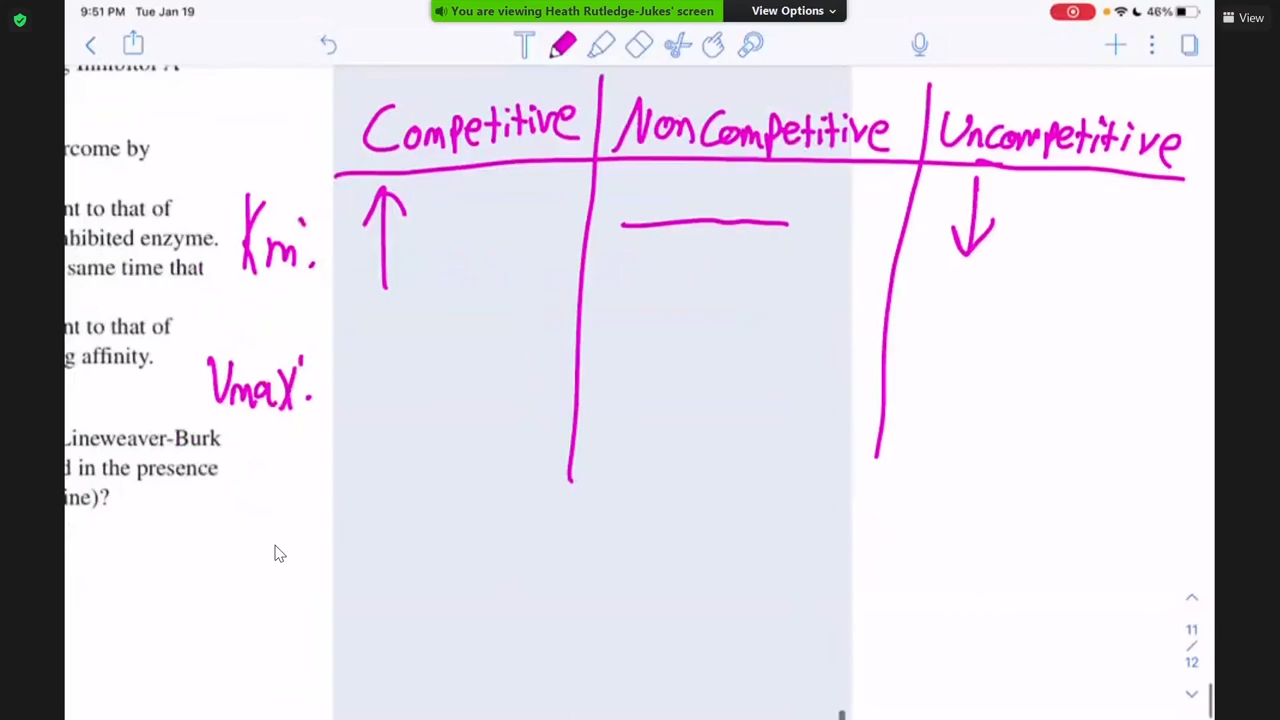 9:51 PM Tue Jan 19
You are viewing Heath Rutledge-Jukes' screen
View Options
46%
View
Competitive Noncompetitive Uncompetitive
rcome by
nt to that of
hibited enzyme.
same time that
Km:
nt to that of
g affinity.
Vmax:
Lineweaver-Burk
d in the presence
ine)?
11
/
12